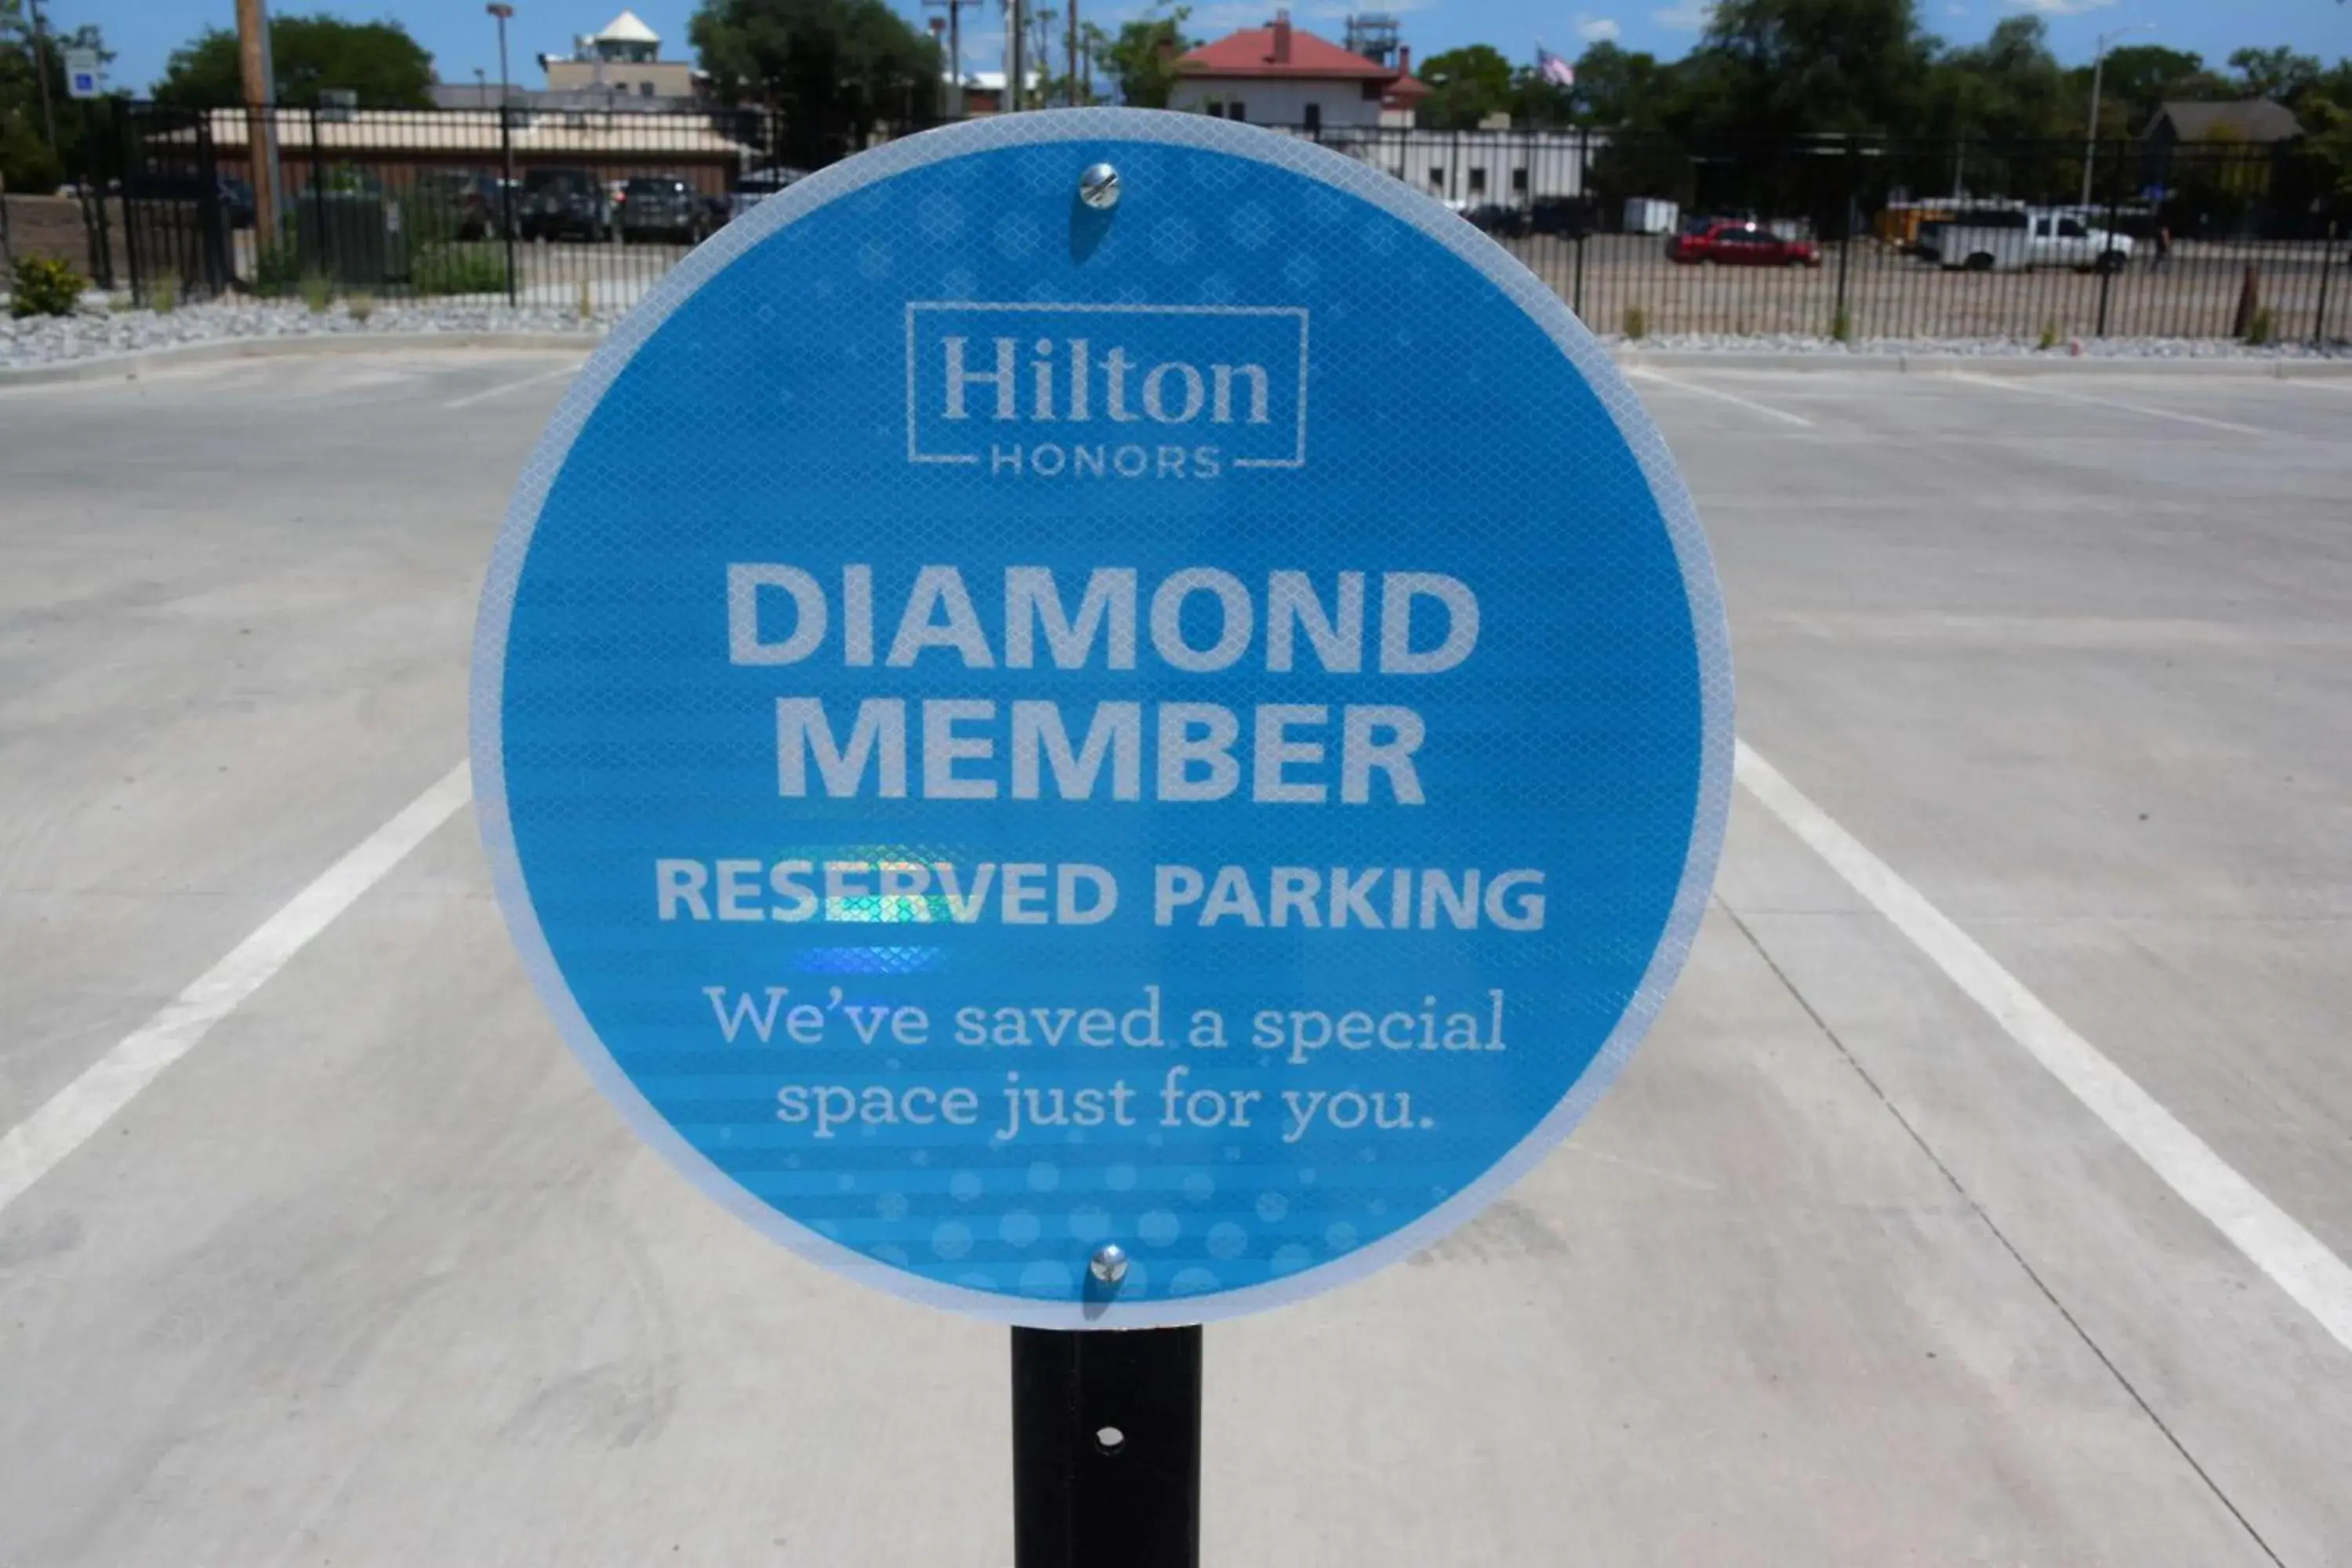 Hilton
HONORS
DIAMOND
MEMBER
RESERVED PARKING
We've saved a special
space just for you.